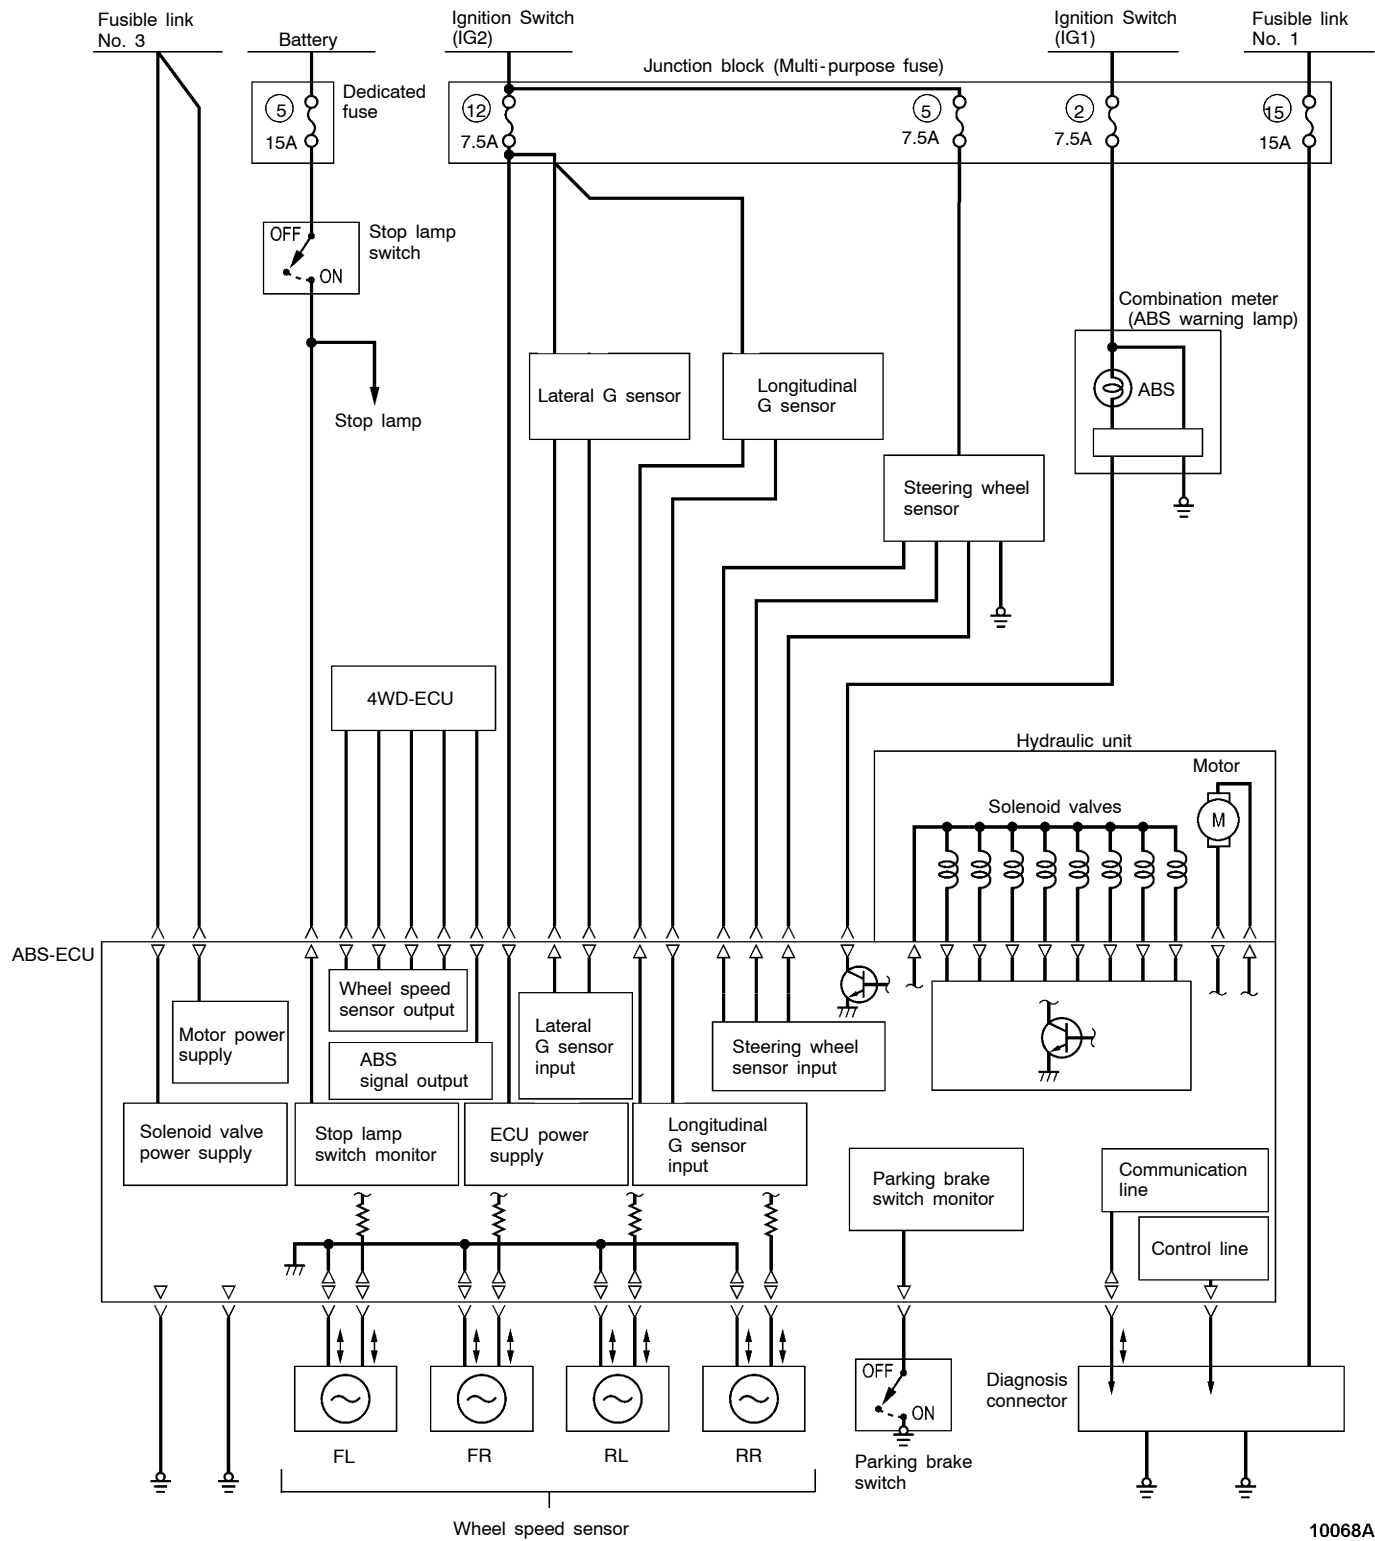 Fusible link
No. 3
Battery
Ignition Switch
(IG2)
Ignition Switch
(IG1)
Fusible link
No. 1
Junction block (Multi-purpose fuse)
5
15A
Dedicated
fuse
12
7.5A
5
7.5A
2
7.5A
15
15A
OFF
ON
Stop lamp
switch
Stop lamp
Combination meter
(ABS warning lamp)
ABS
Lateral G sensor
Longitudinal
G sensor
Steering wheel
sensor
4WD-ECU
Hydraulic unit
Motor
M
Solenoid valves
ABS-ECU
Motor power
supply
Wheel speed
sensor output
ABS
signal output
Lateral
G sensor
input
Steering wheel
sensor input
Solenoid valve
power supply
Stop lamp
switch monitor
ECU power
supply
Longitudinal
G sensor
input
Parking brake
switch monitor
Communication
line
Control line
OFF
ON
Parking brake
switch
Diagnosis
connector
FL
FR
RL
RR
Wheel speed sensor
10068A